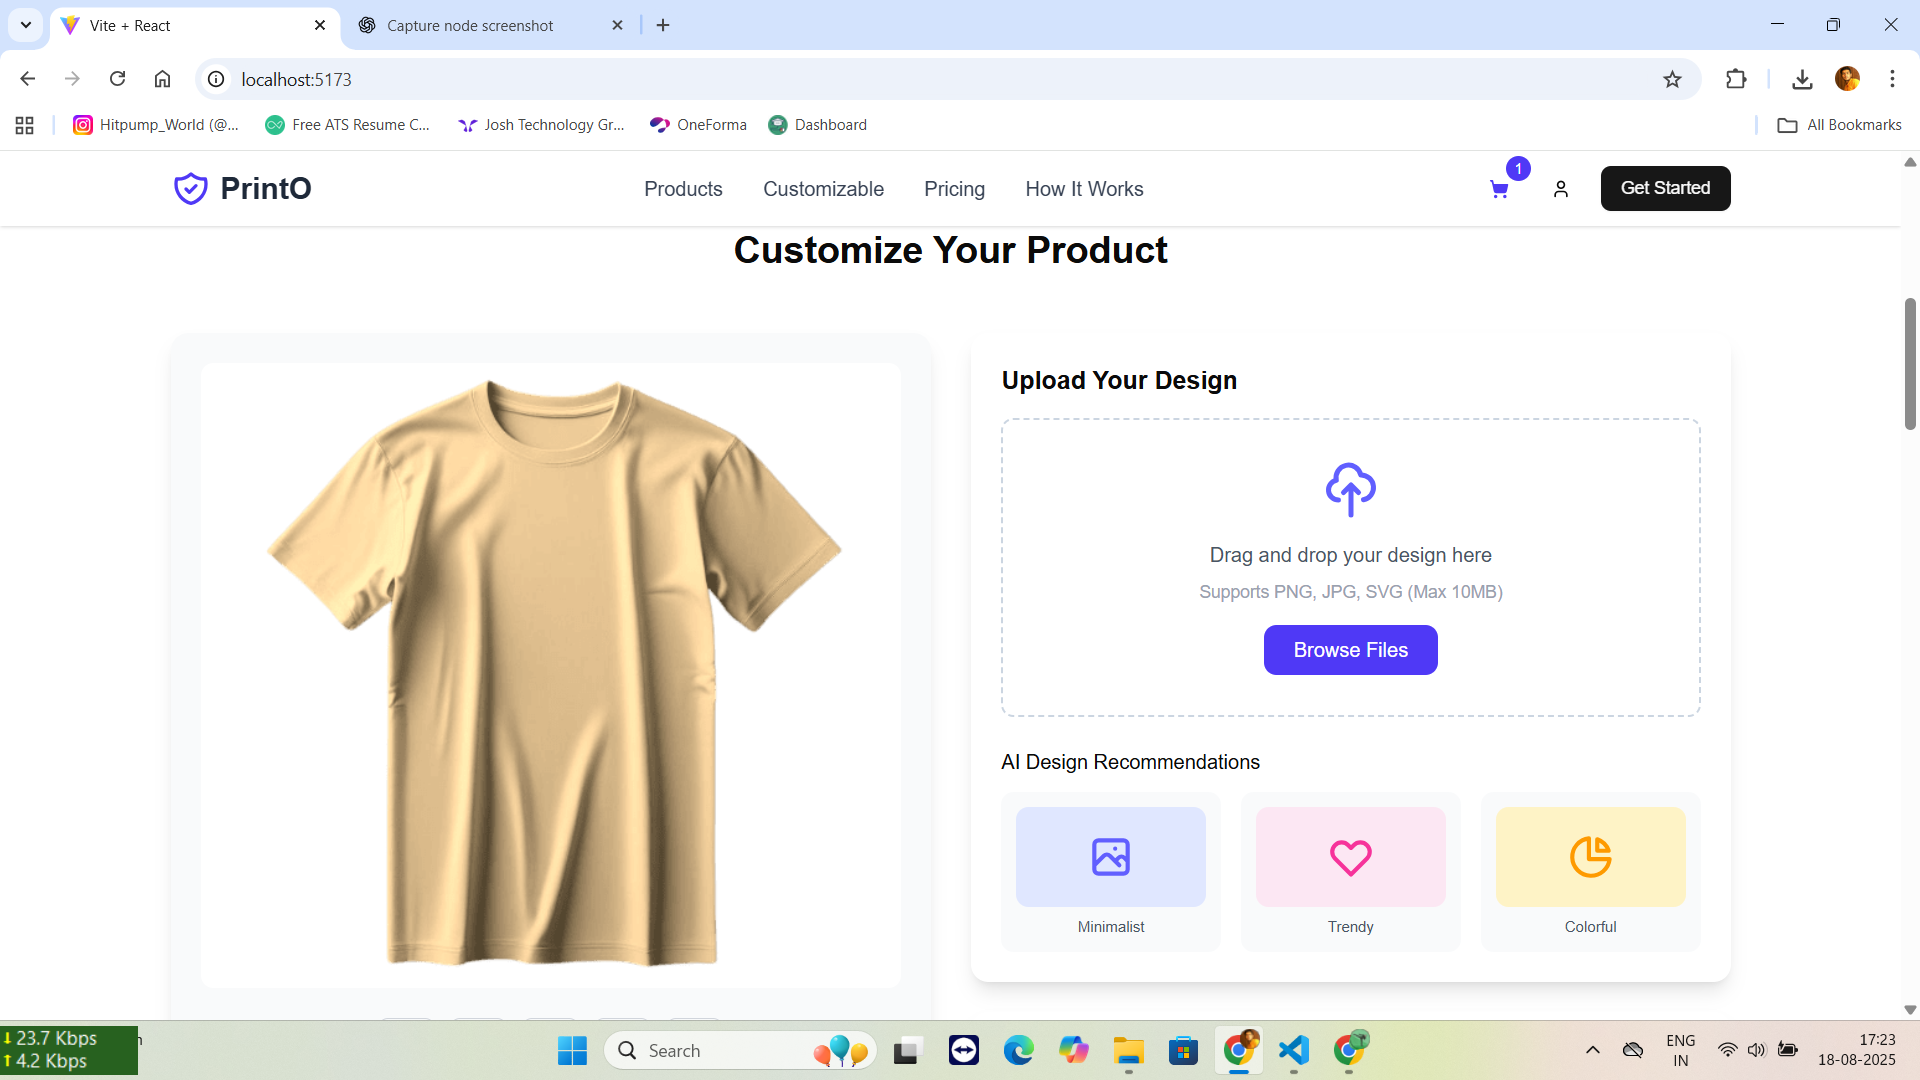 Vite + React
Capture node screenshot
localhost:5173
Hitpump_World (@...
Free ATS Resume C...
Josh Technology Gr...
OneForma
Dashboard
All Bookmarks
PrintO
Products
Customizable
Pricing
How It Works
1
Get Started
Customize Your Product
Upload Your Design
Drag and drop your design here
Supports PNG, JPG, SVG (Max 10MB)
Browse Files
AI Design Recommendations
Minimalist
Trendy
Colorful
23.7 Kbps
4.2 Kbps
Search
ENG
IN
17:23
18-08-2025